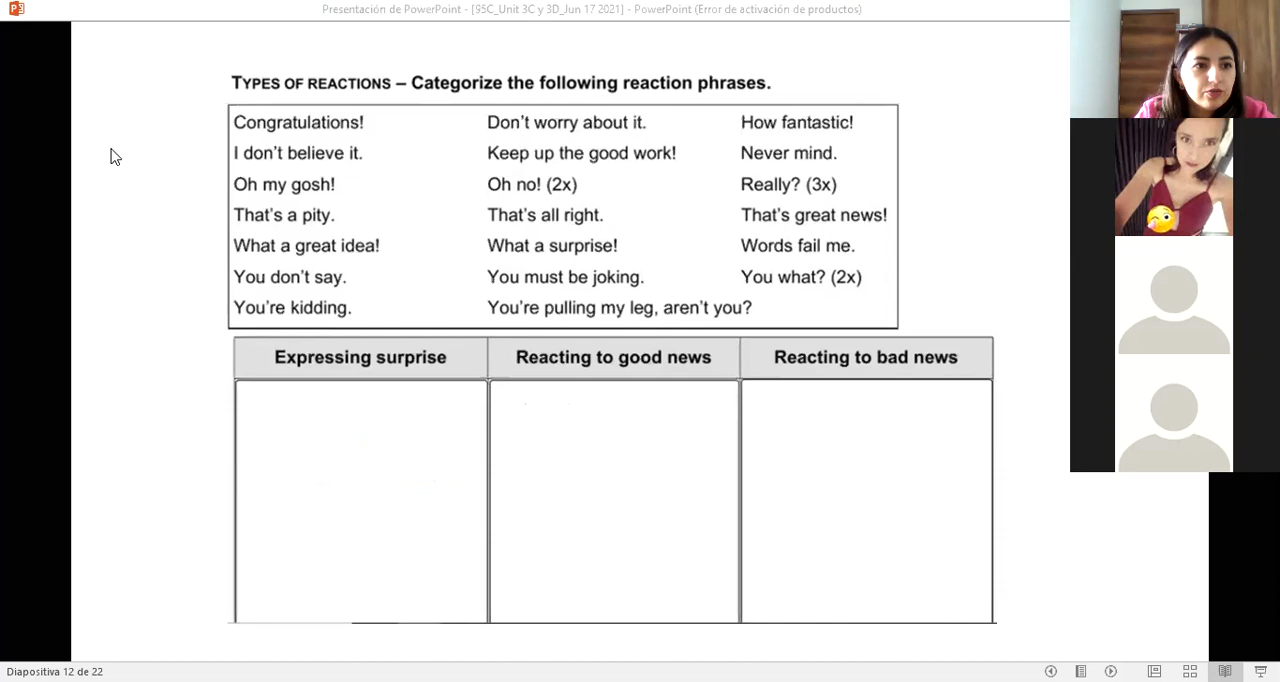 Presentación de PowerPoint - [95C_Unit 3C y 3D_Jun 17 2021] - PowerPoint (Error de activación de productos)
TYPES OF REACTIONS – Categorize the following reaction phrases.
Congratulations! Don't worry about it. How fantastic!
I don't believe it. Keep up the good work! Never mind.
Oh my gosh! Oh no! (2x) Really? (3x)
That's a pity. That's all right. That's great news!
What a great idea! What a surprise! Words fail me.
You don't say. You must be joking. You what? (2x)
You're kidding. You're pulling my leg, aren't you?
Expressing surprise Reacting to good news Reacting to bad news
Diapositiva 12 de 22